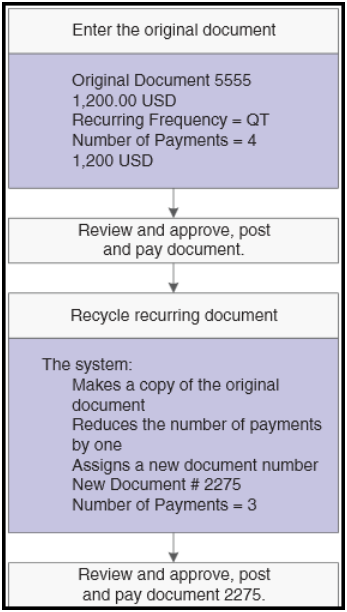 Enter the original document
Original Document 5555
1,200.00 USD
Recurring Frequency = QT
Number of Payments = 4
1,200 USD
Review and approve, post
and pay document.
Recycle recurring document
The system:
Makes a copy of the original
document
Reduces the number of payments
by one
Assigns a new document number
New Document # 2275
Number of Payments = 3
Review and approve, post
and pay document 2275.